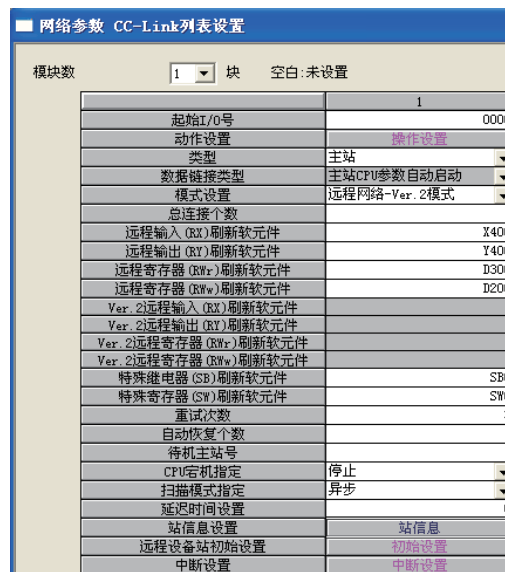 网络参数 CC-Link列表设置
模块数 1 块 空白:未设置
1
起始I/O号 000
动作设置 操作设置
类型 主站
数据链接类型 主站CPU参数自动启动
模式设置 远程网络-Ver.2模式
总连接个数
远程输入(RX)刷新软元件 X40
远程输出(RY)刷新软元件 Y40
远程寄存器(RWr)刷新软元件 D30
远程寄存器(RWw)刷新软元件 D20
Ver.2远程输入(RX)刷新软元件
Ver.2远程输出(RY)刷新软元件
Ver.2远程寄存器(RWr)刷新软元件
Ver.2远程寄存器(RWw)刷新软元件
特殊继电器(SB)刷新软元件 SB
特殊寄存器(SW)刷新软元件 SW
重试次数
自动恢复个数
待机主站号
CPU宕机指定 停止
扫描模式指定 异步
延迟时间设置
站信息设置 站信息
远程设备站初始设置 初始设置
中断设置 中断设置